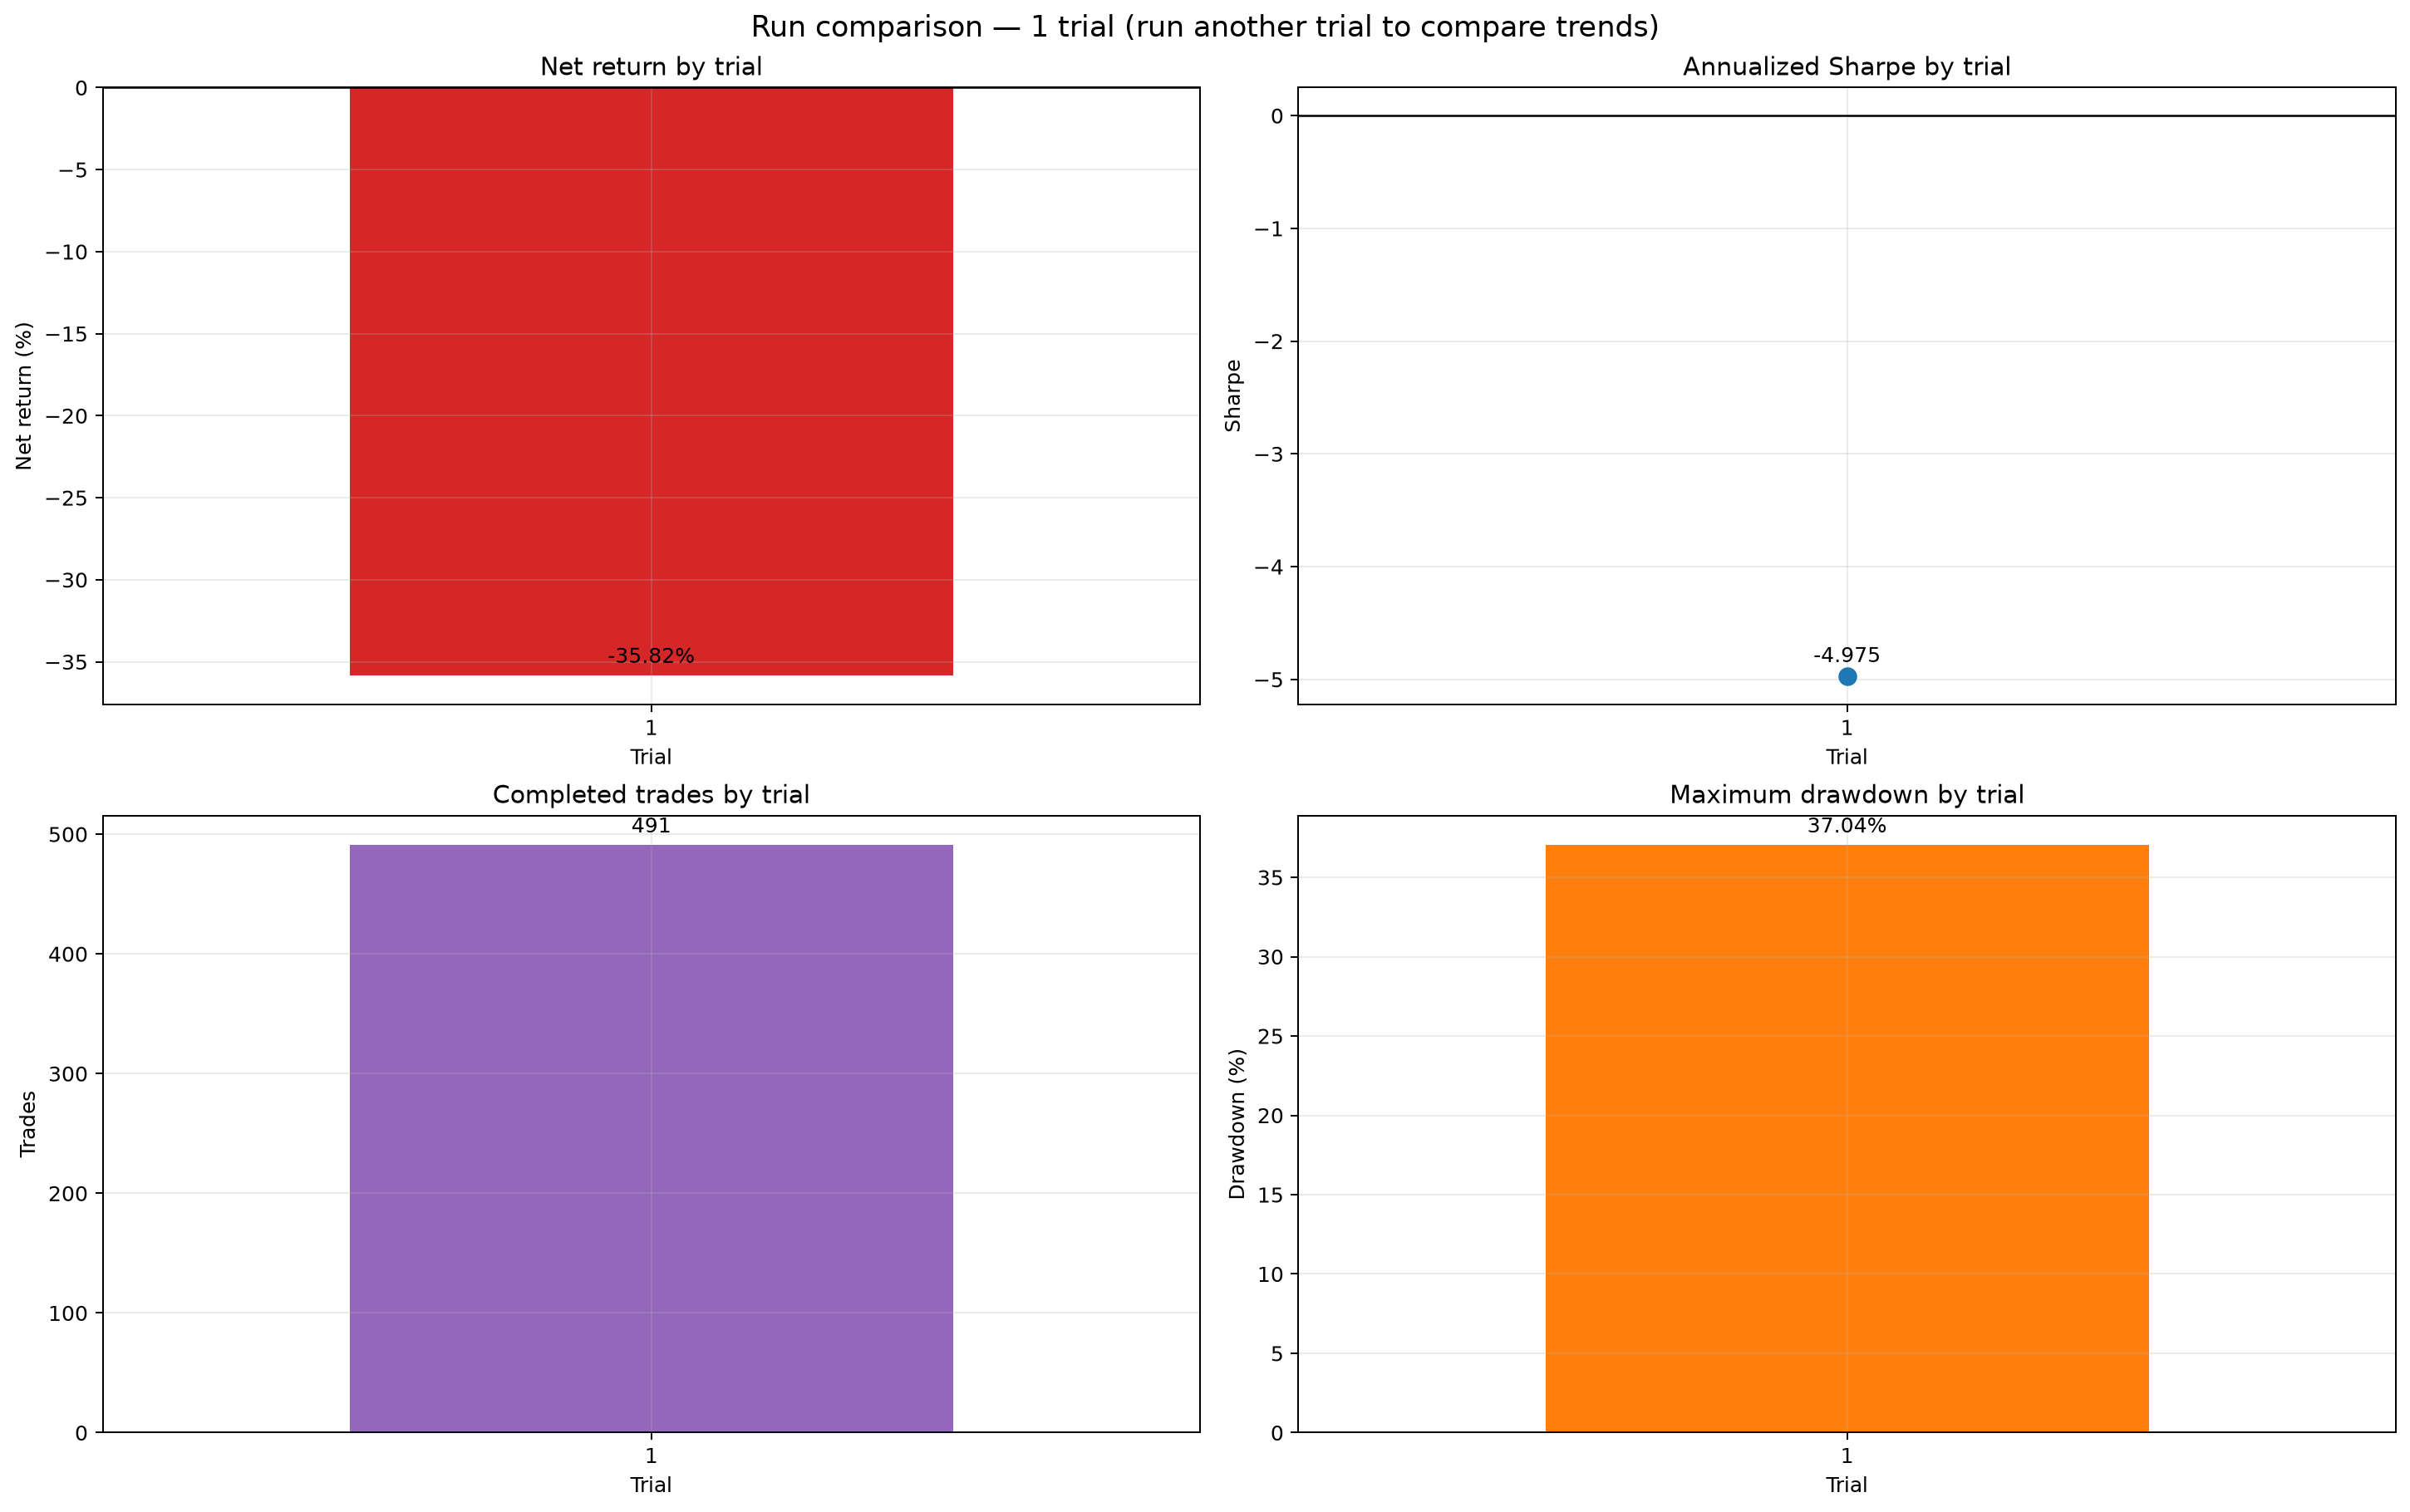 Run comparison — 1 trial (run another trial to compare trends)
Net return by trial
0
−5
−10
−15
−20
−25
−30
−35
Net return (%)
-35.82%
1
Trial
Annualized Sharpe by trial
0
−1
−2
−3
−4
−5
Sharpe
-4.975
1
Trial
Completed trades by trial
500
400
300
200
100
0
Trades
491
1
Trial
Maximum drawdown by trial
35
30
25
20
15
10
5
0
Drawdown (%)
37.04%
1
Trial